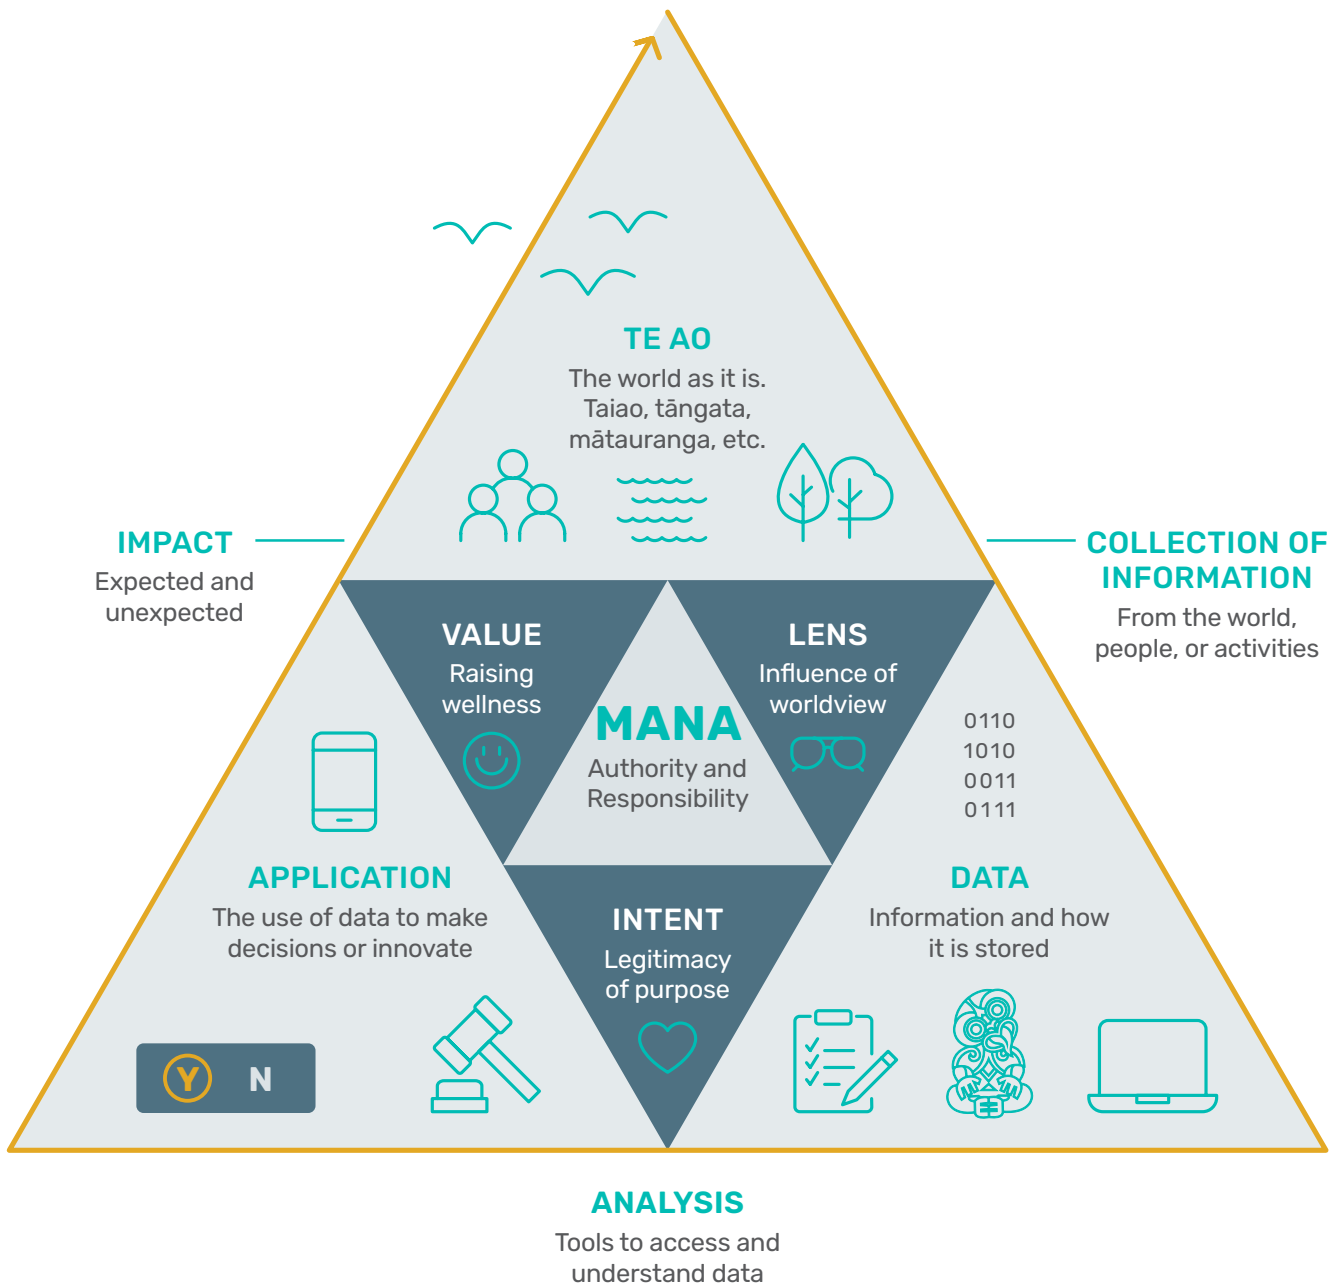 TE AO
The world as it is.
Taiao, tāngata,
mātauranga, etc.
IMPACT
Expected and
unexpected
COLLECTION OF
INFORMATION
From the world,
people, or activities
VALUE
Raising
wellness
LENS
Influence of
worldview
MANA
Authority and
Responsibility
0110
1010
0011
0111
APPLICATION
The use of data to make
decisions or innovate
INTENT
Legitimacy
of purpose
DATA
Information and how
it is stored
Y N
ANALYSIS
Tools to access and
understand data